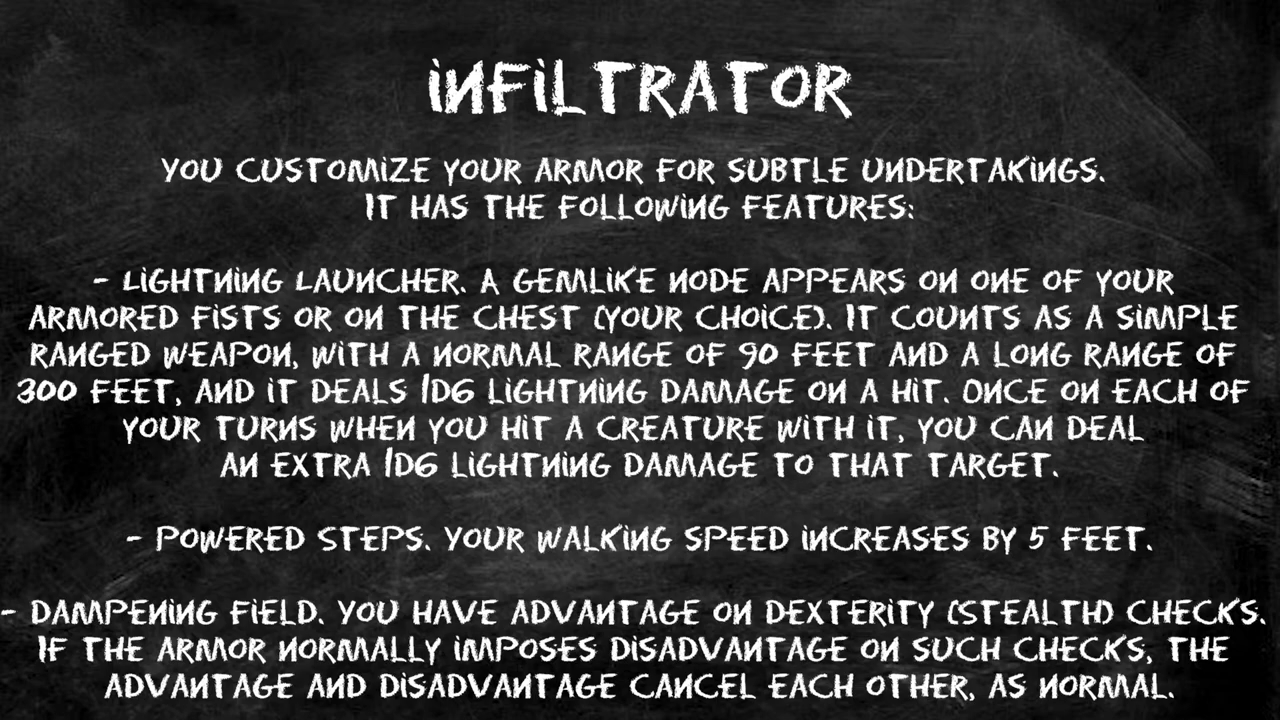 INFILTRATOR
YOU CUSTOMIZE YOUR ARMOR FOR SUBTLE UNDERTAKINGS.
IT HAS THE FOLLOWING FEATURES:
- LIGHTNING LAUNCHER. A GEMLIKE NODE APPEARS ON ONE OF YOUR
ARMORED FISTS OR ON THE CHEST (YOUR CHOICE). IT COUNTS AS A SIMPLE
RANGED WEAPON, WITH A NORMAL RANGE OF 90 FEET AND A LONG RANGE OF
300 FEET, AND IT DEALS 1D6 LIGHTNING DAMAGE ON A HIT. ONCE ON EACH OF
YOUR TURNS WHEN YOU HIT A CREATURE WITH IT, YOU CAN DEAL
AN EXTRA 1D6 LIGHTNING DAMAGE TO THAT TARGET.
- POWERED STEPS. YOUR WALKING SPEED INCREASES BY 5 FEET.
- DAMPENING FIELD. YOU HAVE ADVANTAGE ON DEXTERITY (STEALTH) CHECKS.
IF THE ARMOR NORMALLY IMPOSES DISADVANTAGE ON SUCH CHECKS, THE
ADVANTAGE AND DISADVANTAGE CANCEL EACH OTHER, AS NORMAL.